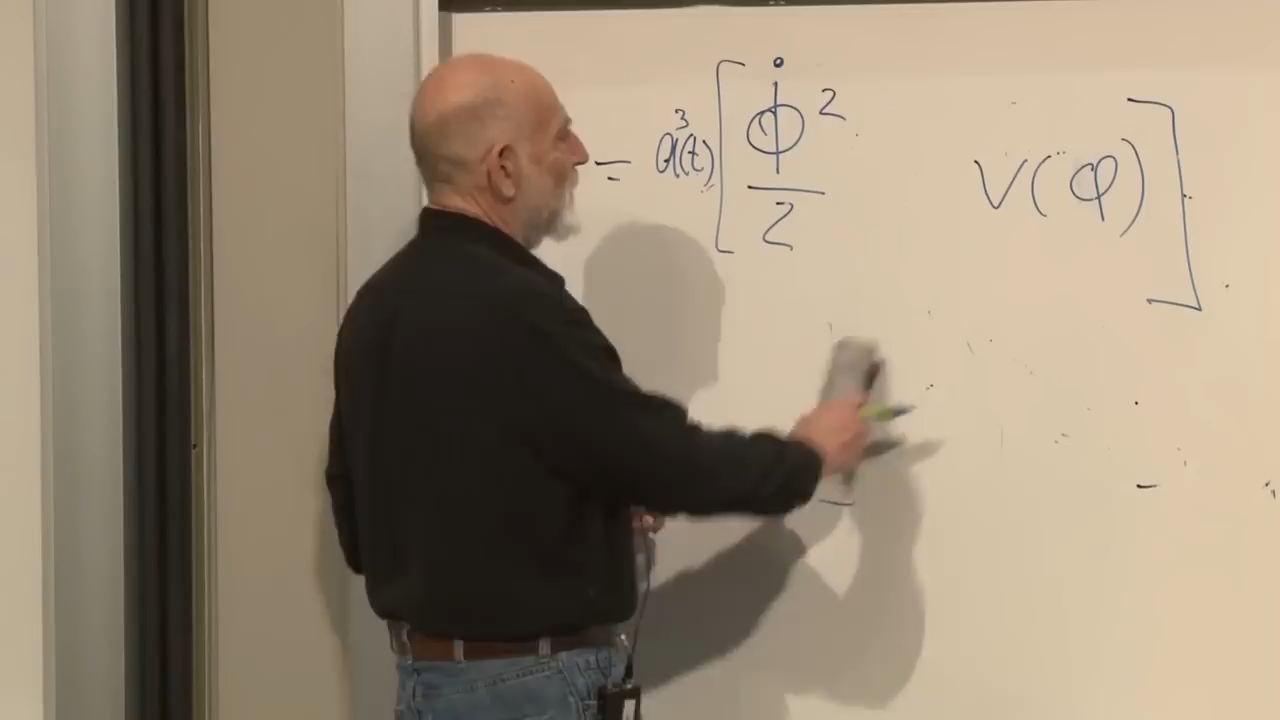 = a³(t) [ φ̇² / 2 V(φ) ]